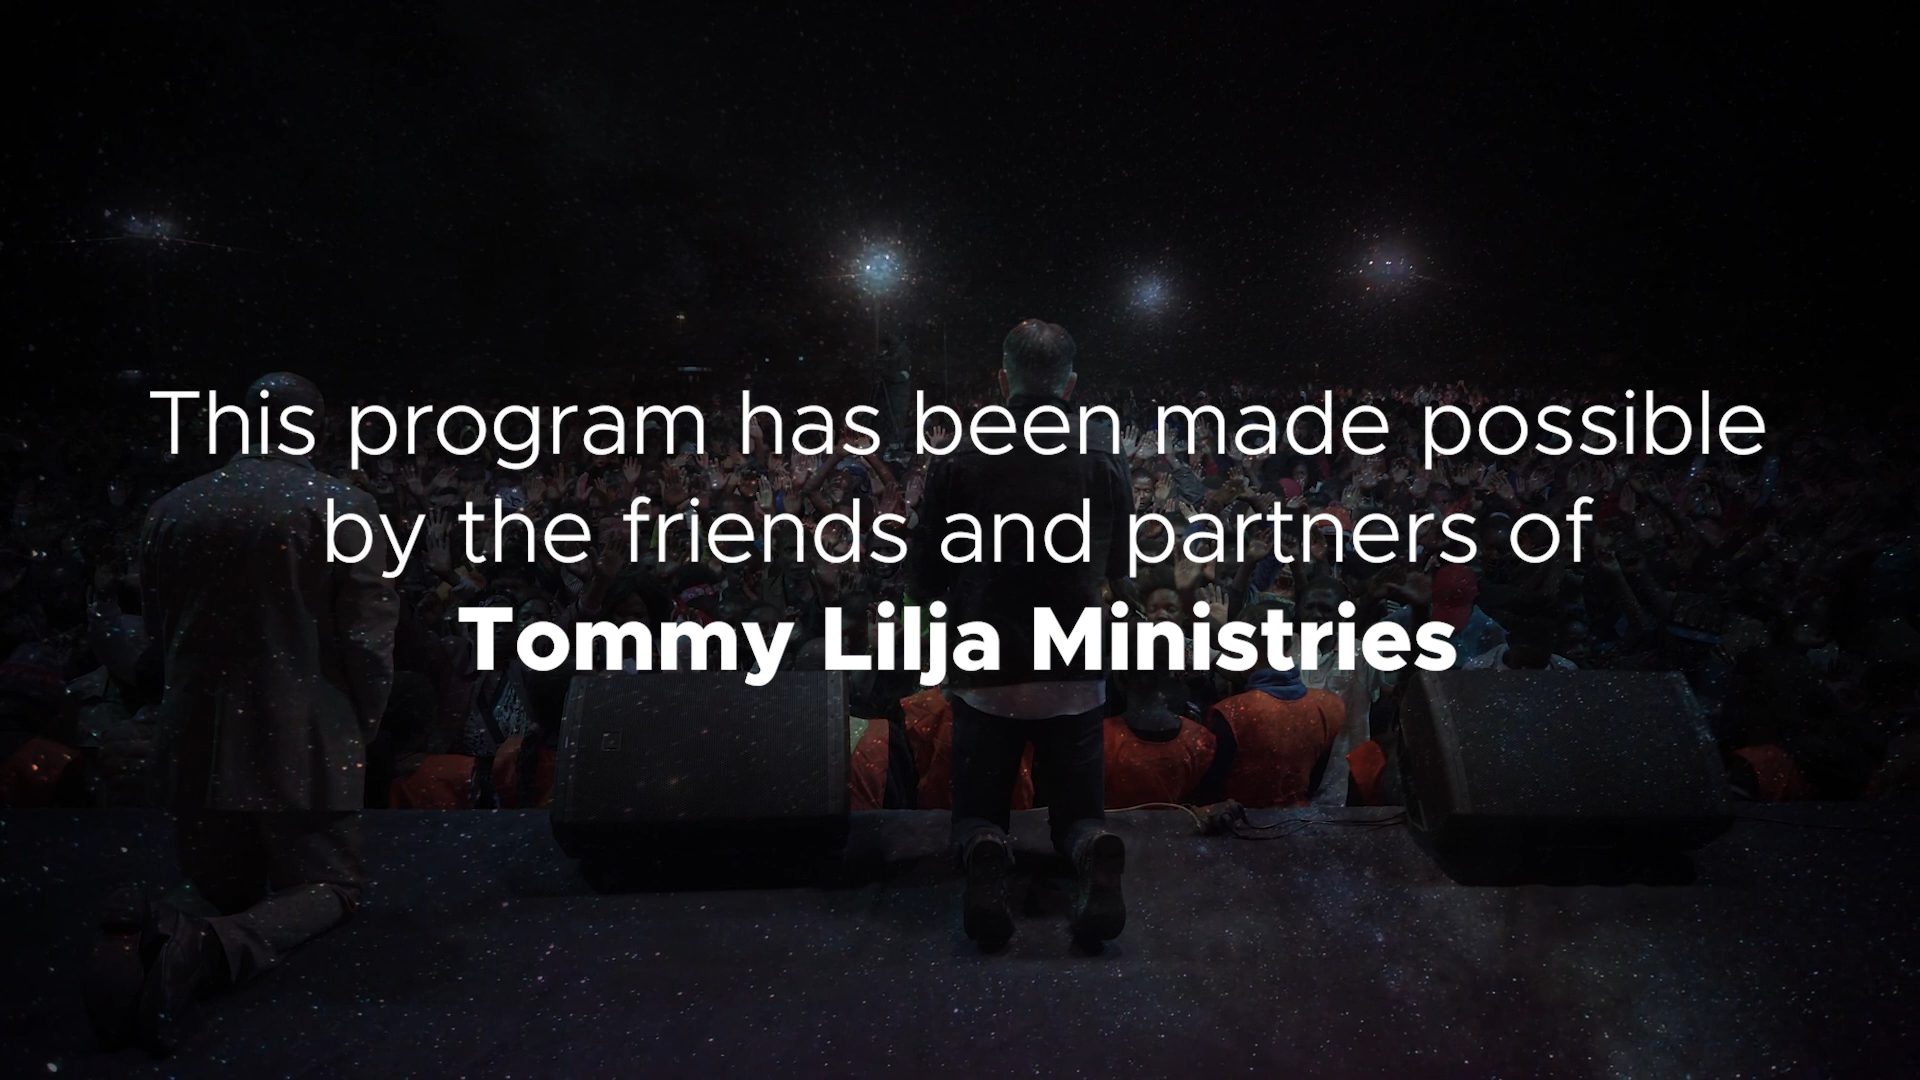 This program has been made possible
by the friends and partners of
Tommy Lilja Ministries